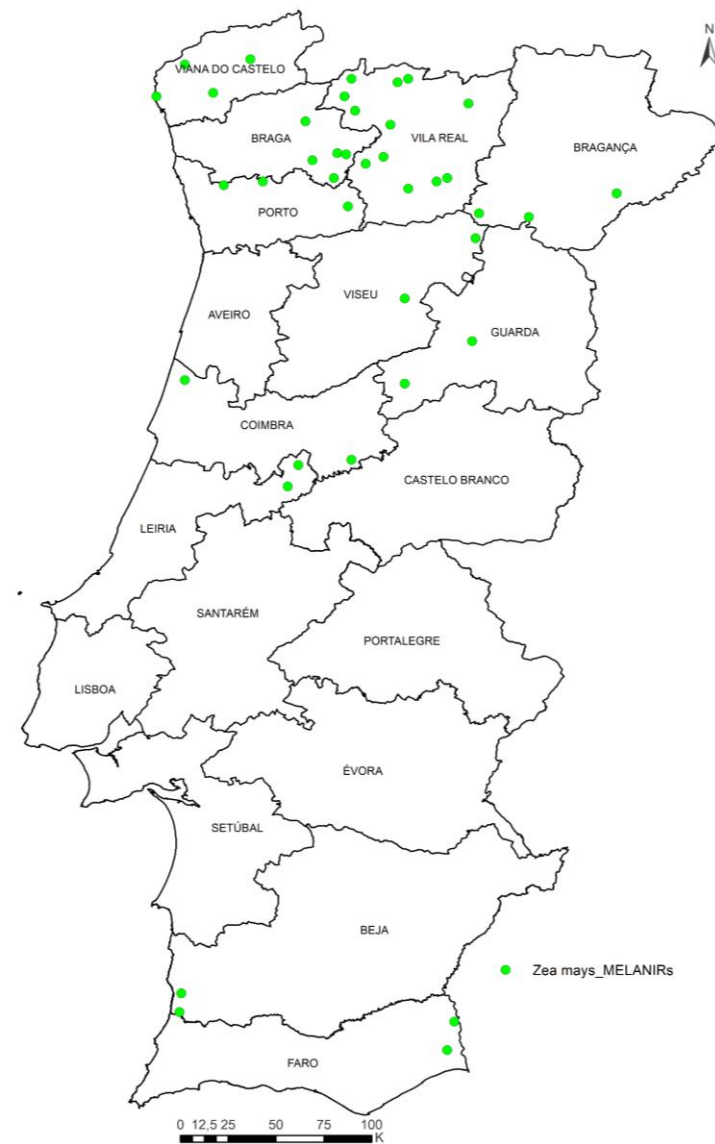 N
VIANA DO CASTELO
BRAGA
VILA REAL
BRAGANÇA
PORTO
AVEIRO
VISEU
GUARDA
COIMBRA
CASTELO BRANCO
LEIRIA
SANTARÉM
PORTALEGRE
LISBOA
ÉVORA
SETÚBAL
BEJA
Zea mays_MELANIRs
FARO
0 12,5 25 50 75 100
K